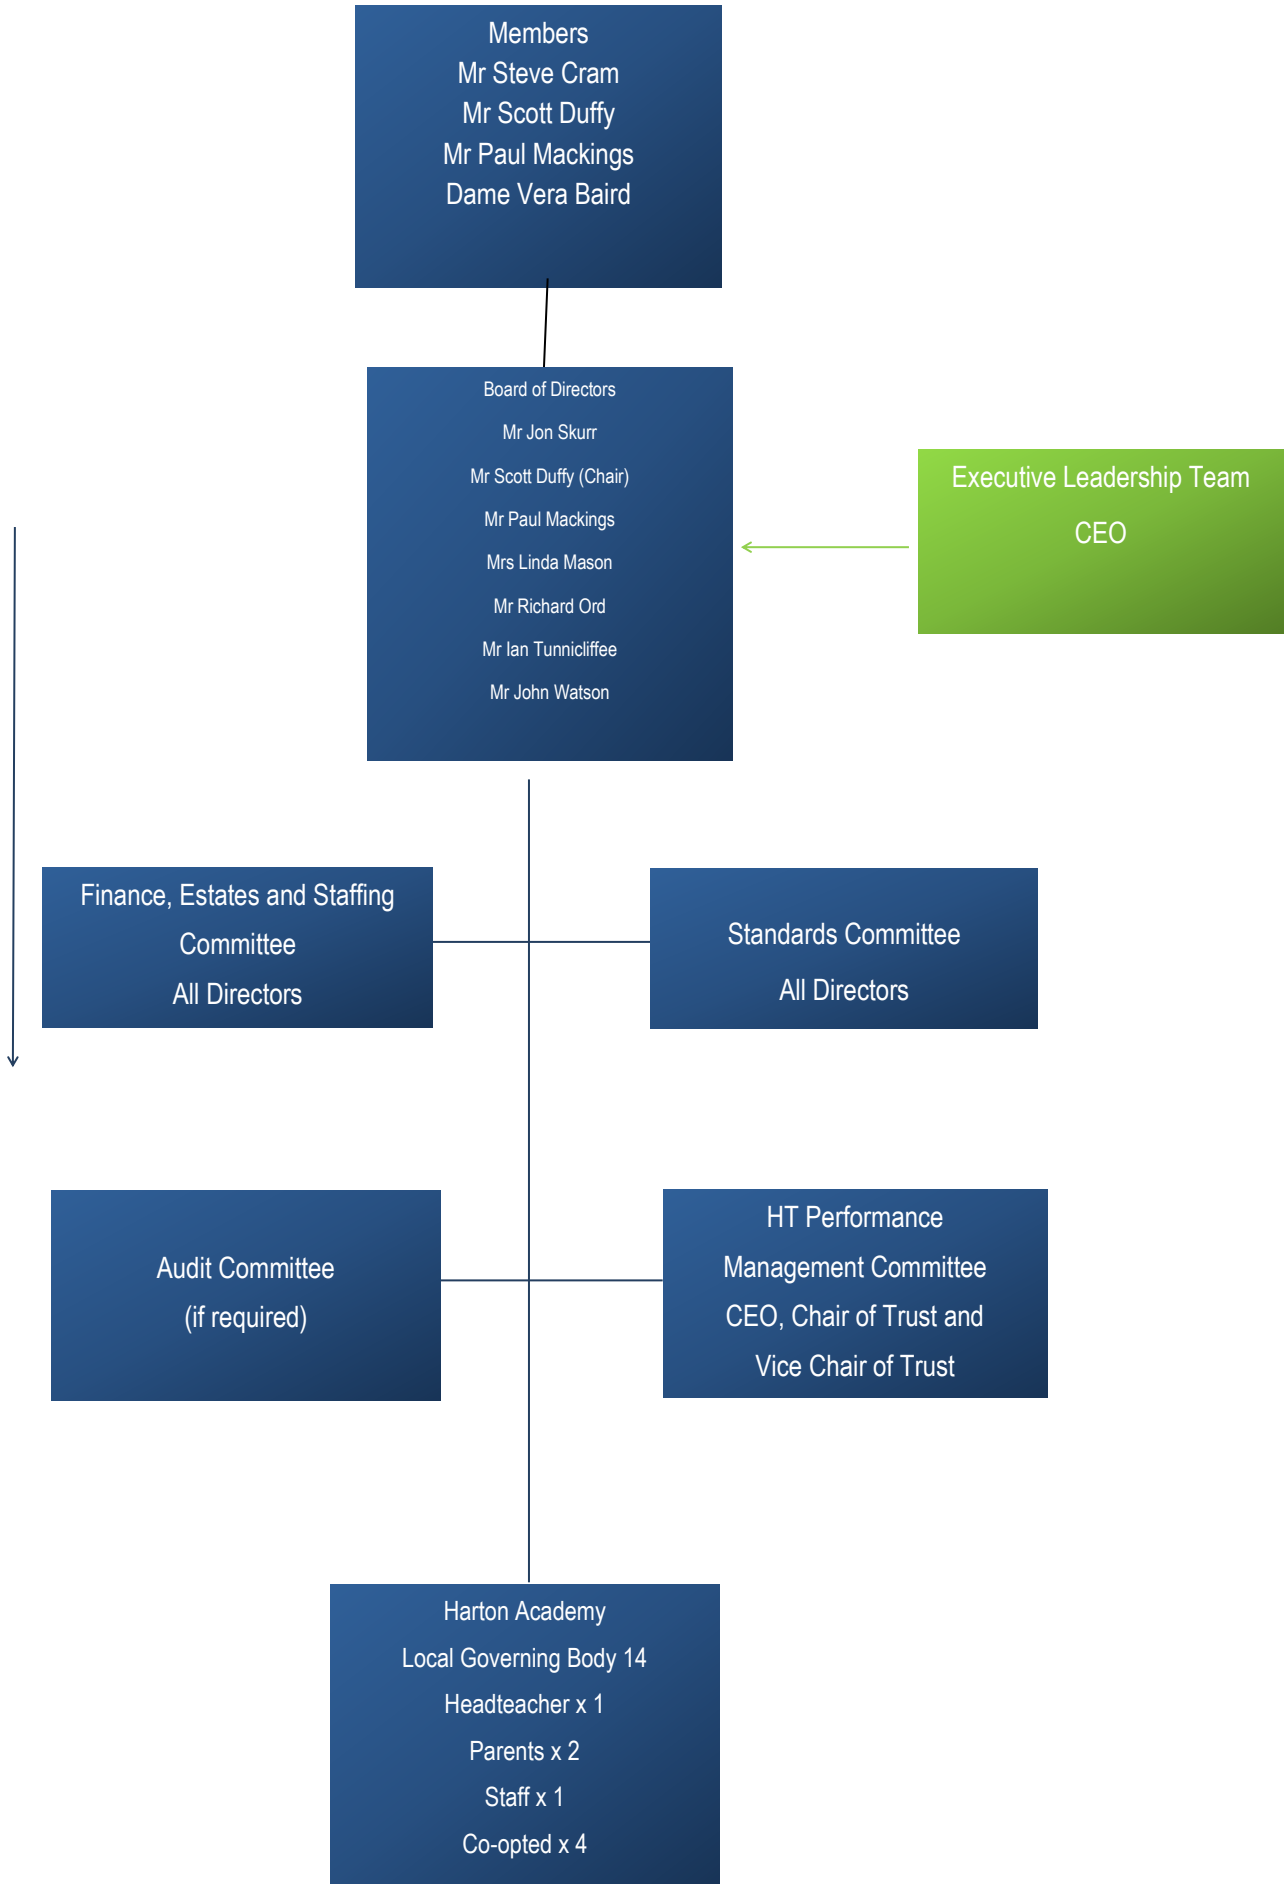 Members
Mr Steve Cram
Mr Scott Duffy
Mr Paul Mackings
Dame Vera Baird
Board of Directors
Mr Jon Skurr
Mr Scott Duffy (Chair)
Mr Paul Mackings
Mrs Linda Mason
Mr Richard Ord
Mr Ian Tunnicliffee
Mr John Watson
Executive Leadership Team
CEO
Finance, Estates and Staffing
Committee
All Directors
Standards Committee
All Directors
Audit Committee
(if required)
HT Performance
Management Committee
CEO, Chair of Trust and
Vice Chair of Trust
Harton Academy
Local Governing Body 14
Headteacher x 1
Parents x 2
Staff x 1
Co-opted x 4